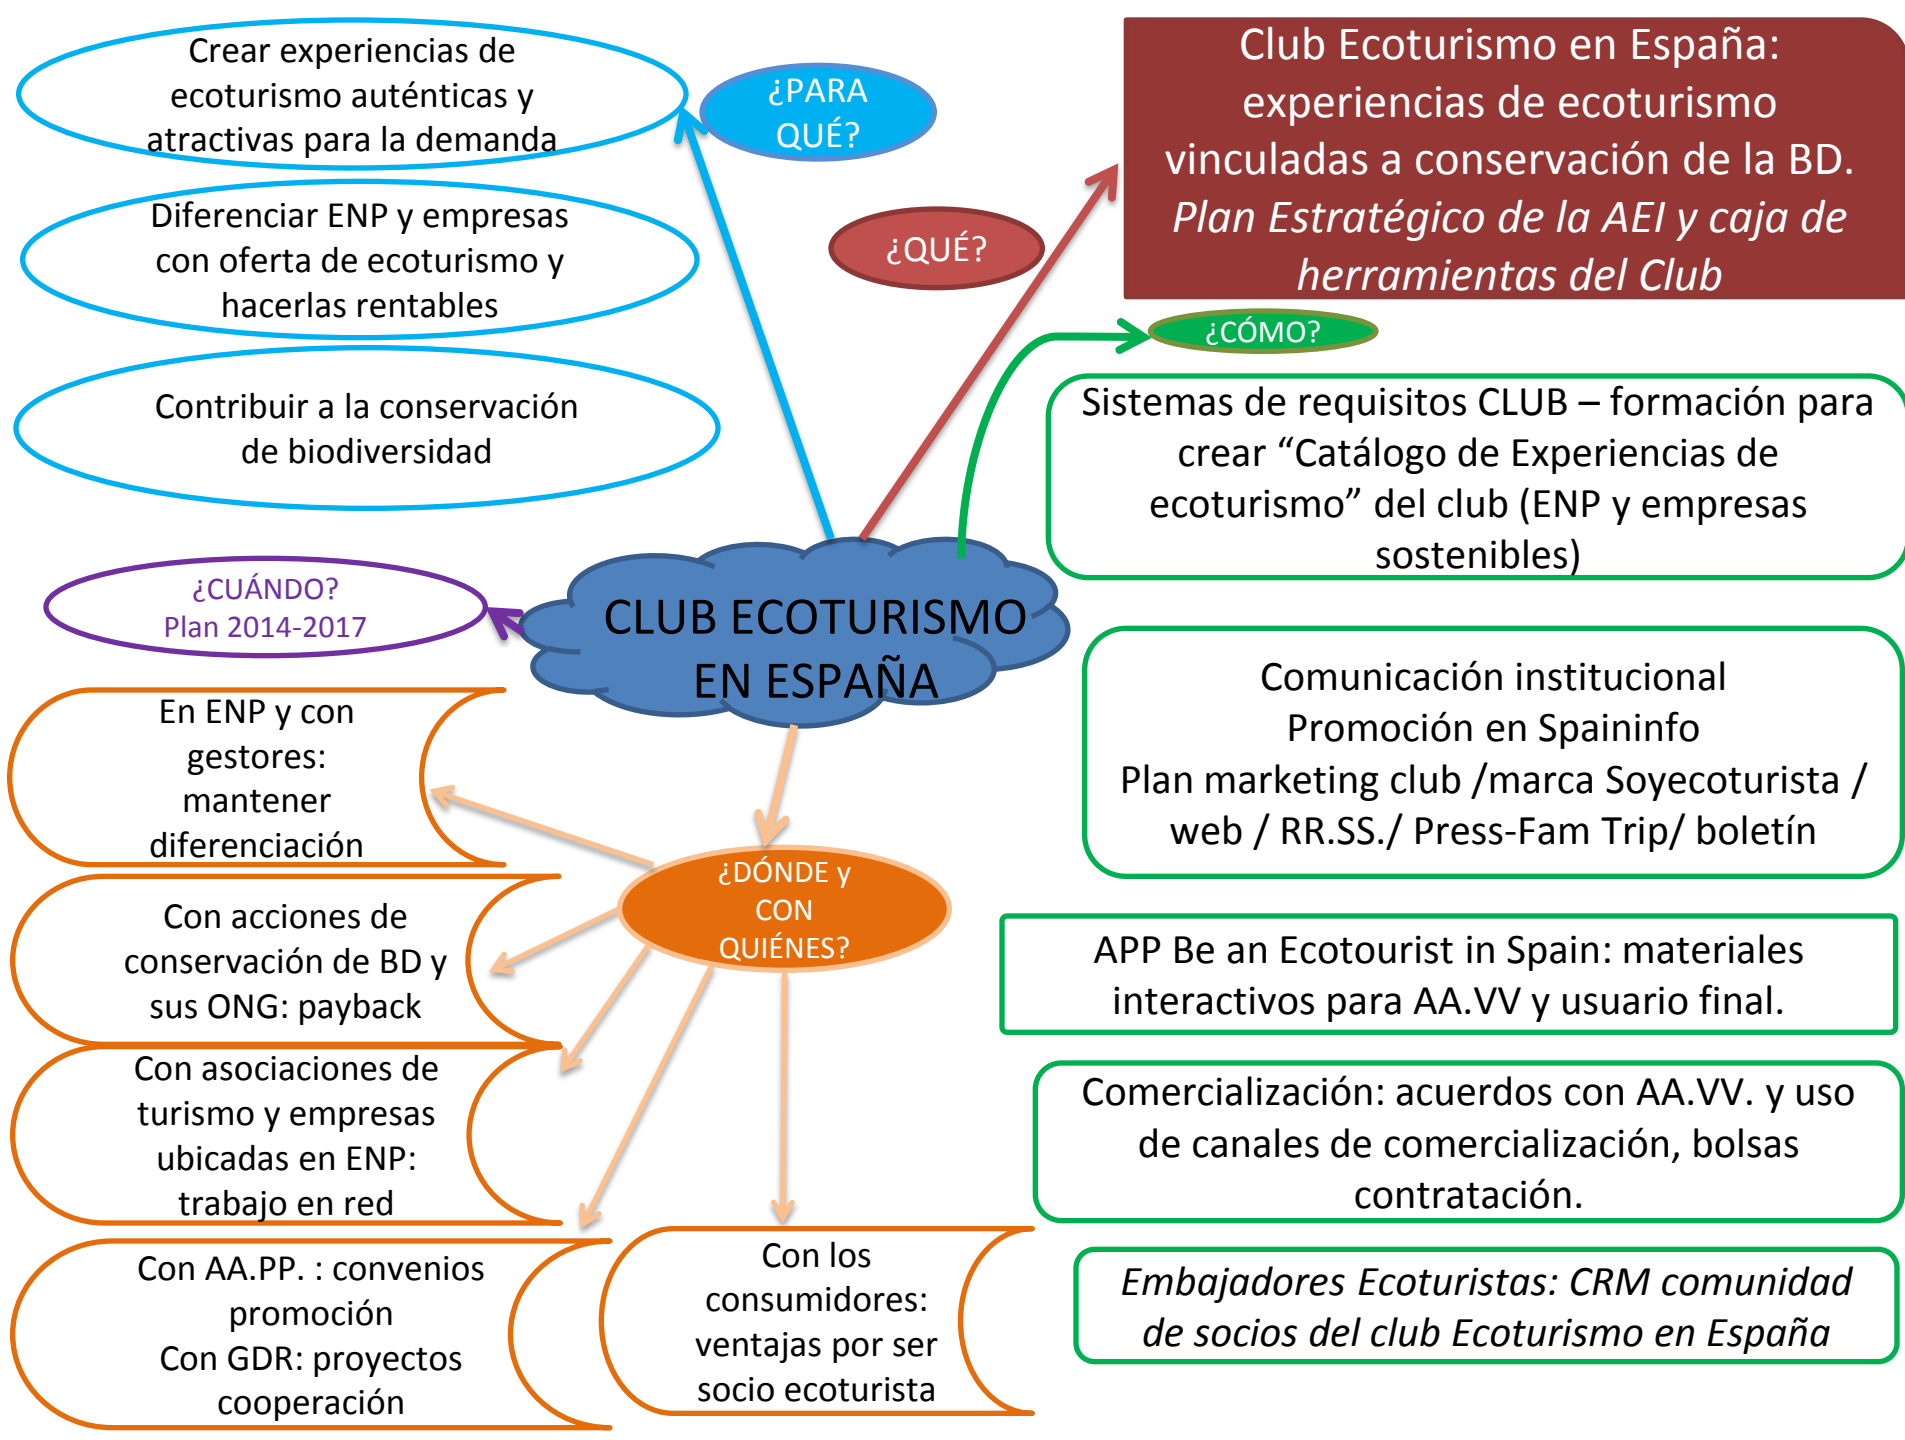 Crear experiencias de
ecoturismo auténticas y
atractivas para la demanda
¿PARA
QUÉ?
Club Ecoturismo en España:
experiencias de ecoturismo
vinculadas a conservación de la BD.
Plan Estratégico de la AEI y caja de
herramientas del Club
Diferenciar ENP y empresas
con oferta de ecoturismo y
hacerlas rentables
¿QUÉ?
¿CÓMO?
Contribuir a la conservación
de biodiversidad
Sistemas de requisitos CLUB – formación para
crear “Catálogo de Experiencias de
ecoturismo” del club (ENP y empresas
sostenibles)
¿CUÁNDO?
Plan 2014-2017
CLUB ECOTURISMO
EN ESPAÑA
Comunicación institucional
Promoción en Spaininfo
Plan marketing club /marca Soyecoturista /
web / RR.SS./ Press-Fam Trip/ boletín
En ENP y con
gestores:
mantener
diferenciación
¿DÓNDE y
CON
QUIÉNES?
Con acciones de
conservación de BD y
sus ONG: payback
APP Be an Ecotourist in Spain: materiales
interactivos para AA.VV y usuario final.
Con asociaciones de
turismo y empresas
ubicadas en ENP:
trabajo en red
Comercialización: acuerdos con AA.VV. y uso
de canales de comercialización, bolsas
contratación.
Con AA.PP. : convenios
promoción
Con GDR: proyectos
cooperación
Con los
consumidores:
ventajas por ser
socio ecoturista
Embajadores Ecoturistas: CRM comunidad
de socios del club Ecoturismo en España